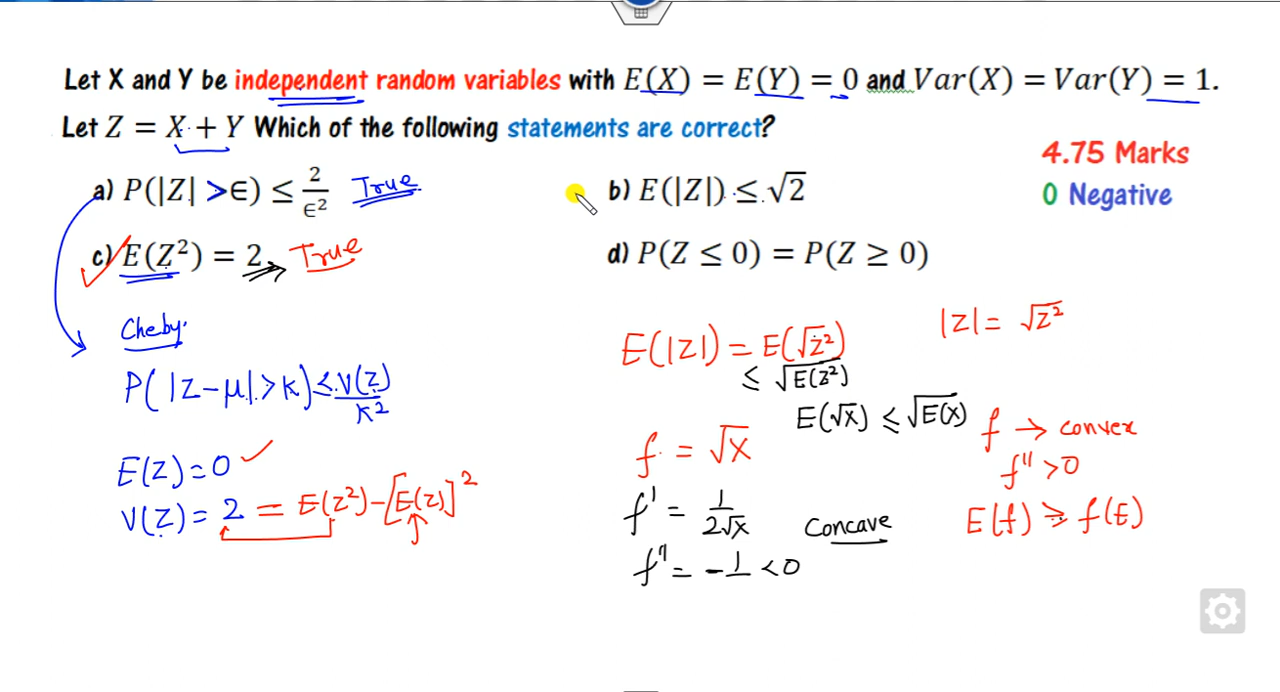 Let X and Y be independent random variables with E(X) = E(Y) = 0 and Var(X) = Var(Y) = 1.
Let Z = X + Y Which of the following statements are correct?
4.75 Marks
0 Negative
a) P(|Z| >∈) ≤ 2/∈² True
b) E(|Z|) ≤ √2
c) E(Z²) = 2 True
d) P(Z ≤ 0) = P(Z ≥ 0)
Cheby.
P(|Z-μ| > k) ≤ V(Z)/k²
E(Z) = 0
V(Z) = 2 = E(Z²) - [E(Z)]²
E(|Z|) = E(√Z²)
|Z| = √Z²
≤ √E(Z²)
E(√X) ≤ √E(X)
f = √X
f → convex
f" > 0
f' = 1/2√x
Concave
E(f) ≥ f(E)
f" = -1 < 0